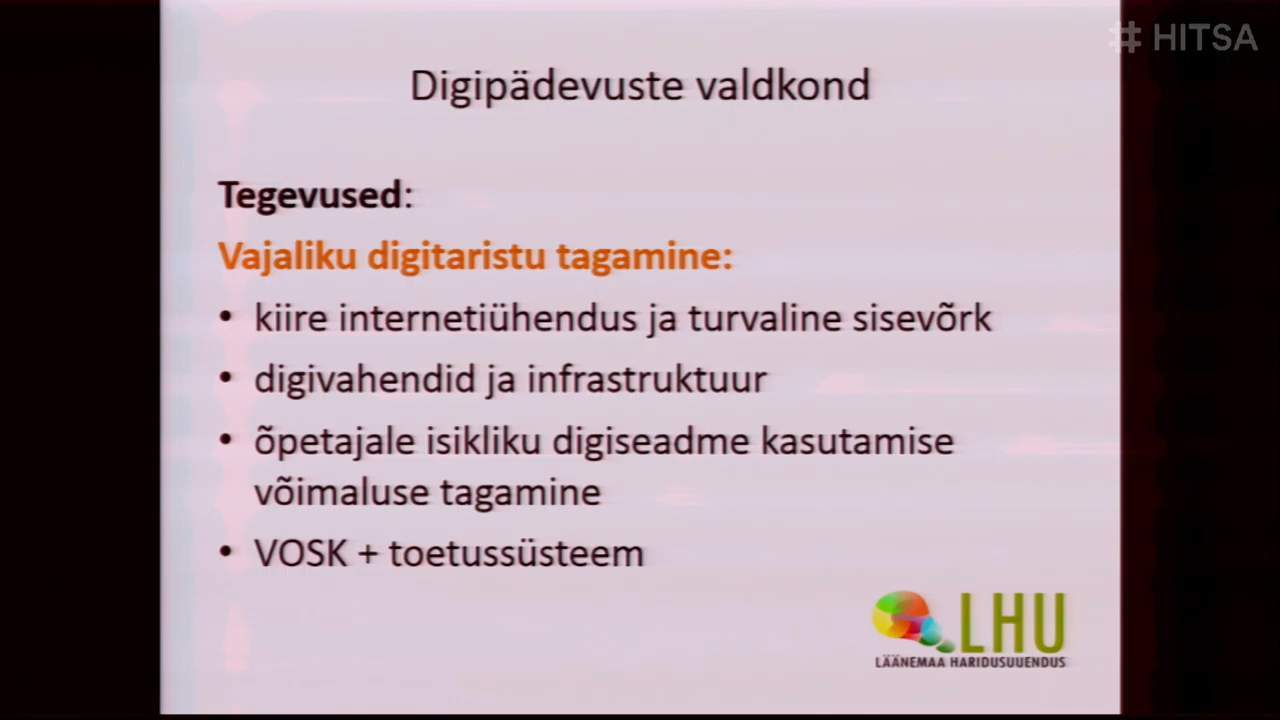 # HITSA
Digipädevuste valdkond
Tegevused:
Vajaliku digitaristu tagamine:
• kiire internetiühendus ja turvaline sisevõrk
• digivahendid ja infrastruktuur
• õpetajale isikliku digiseadme kasutamise
võimaluse tagamine
• VOSK + toetussüsteem
LHU
LÄÄNEMAA HARIDUSUUENDUS